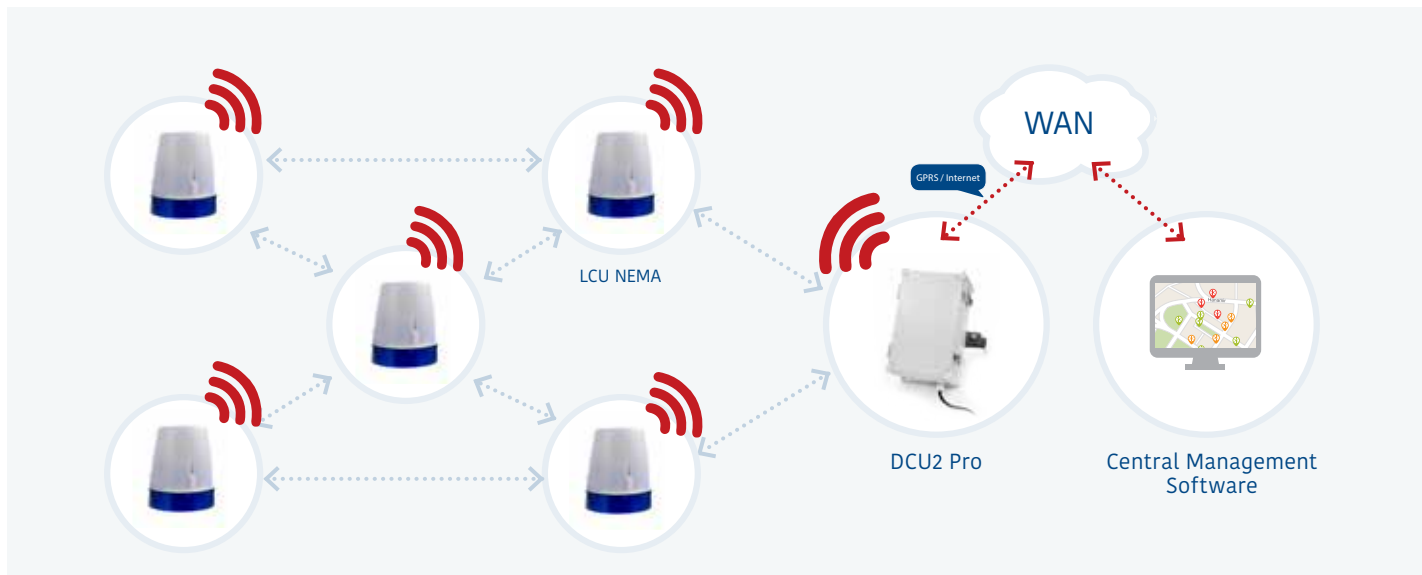 WAN
GPRS / Internet
LCU NEMA
DCU2 Pro
Central Management
Software